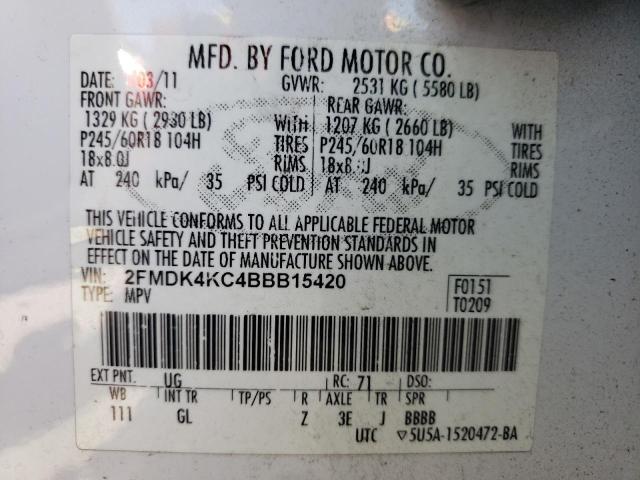 MFD. BY FORD MOTOR CO.
DATE: 03/11 GVWR: 2531 KG ( 5580 LB)
FRONT GAWR: REAR GAWR:
1329 KG ( 2930 LB) WITH 1207 KG ( 2660 LB) WITH
P245/60R18 104H TIRES P245/60R18 104H TIRES
18x8.0J RIMS 18x8.0J RIMS
AT 240 kPa/ 35 PSI COLD AT 240 kPa/ 35 PSI COLD
THIS VEHICLE CONFORMS TO ALL APPLICABLE FEDERAL MOTOR
VEHICLE SAFETY AND THEFT PREVENTION STANDARDS IN
EFFECT ON THE DATE OF MANUFACTURE SHOWN ABOVE.
VIN: 2FMDK4KC4BBB15420 F0151
TYPE: MPV T0209
EXT PNT. UG RC: 71 DSO:
WB INT TR TP/PS R AXLE TR SPR
111 GL Z 3E J BBBB
UTC ▽5U5A-1520472-BA